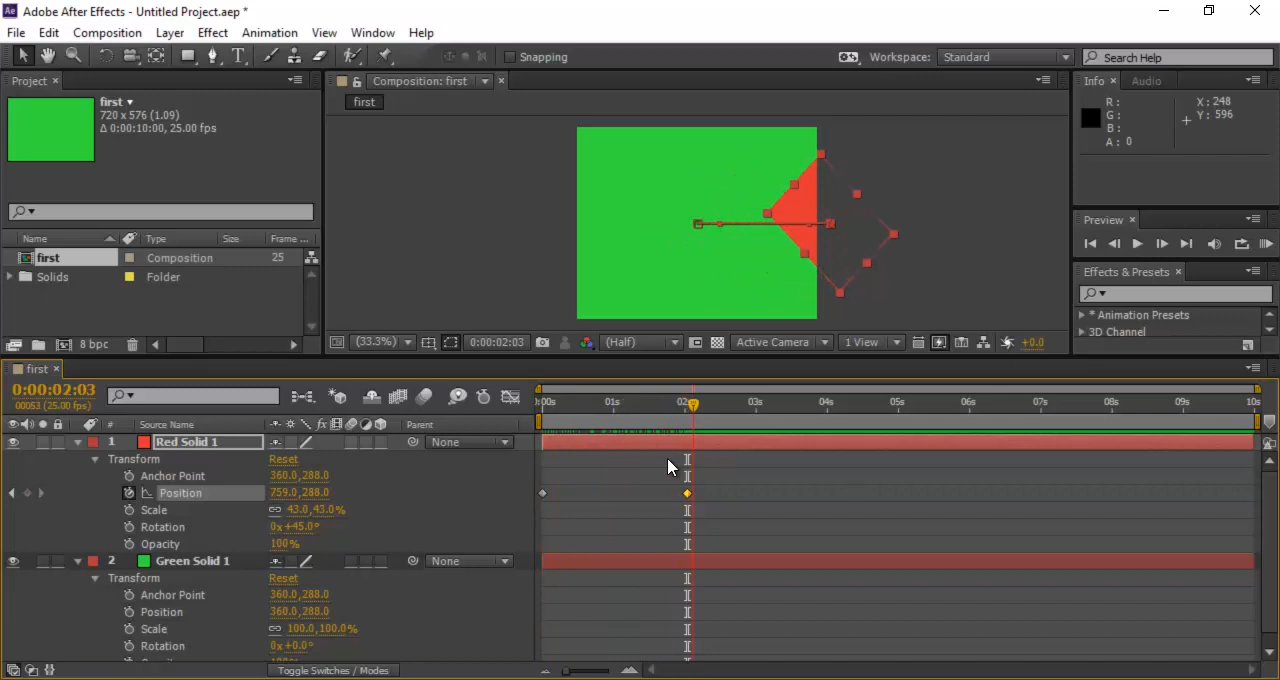 Ae Adobe After Effects - Untitled Project.aep *
File Edit Composition Layer Effect Animation View Window Help
T Snapping Workspace: Standard Search Help
Project × Composition: first × Info × Audio
first
first
720 x 576 (1.09)
Δ 0:00:10:00, 25.00 fps
R :
G :
B :
A : 0
X : 248
Y : 596
Preview ×
Name Type Size Frame ...
first Composition 25
Solids Folder
Effects & Presets ×
* Animation Presets
3D Channel
8 bpc
(33.3%) 0:00:02:03 (Half) Active Camera 1 View +0.0
first ×
0:00:02:03
00053 (25.00 fps)
):00s 01s 02s 03s 04s 05s 06s 07s 08s 09s 10s
# Source Name fx Parent
1 Red Solid 1 None
Transform Reset
Anchor Point 360.0,288.0
Position 759.0,288.0
Scale 43.0,43.0%
Rotation 0x+45.0°
Opacity 100%
2 Green Solid 1 None
Transform Reset
Anchor Point 360.0,288.0
Position 360.0,288.0
Scale 100.0,100.0%
Rotation 0x+0.0°
Toggle Switches / Modes